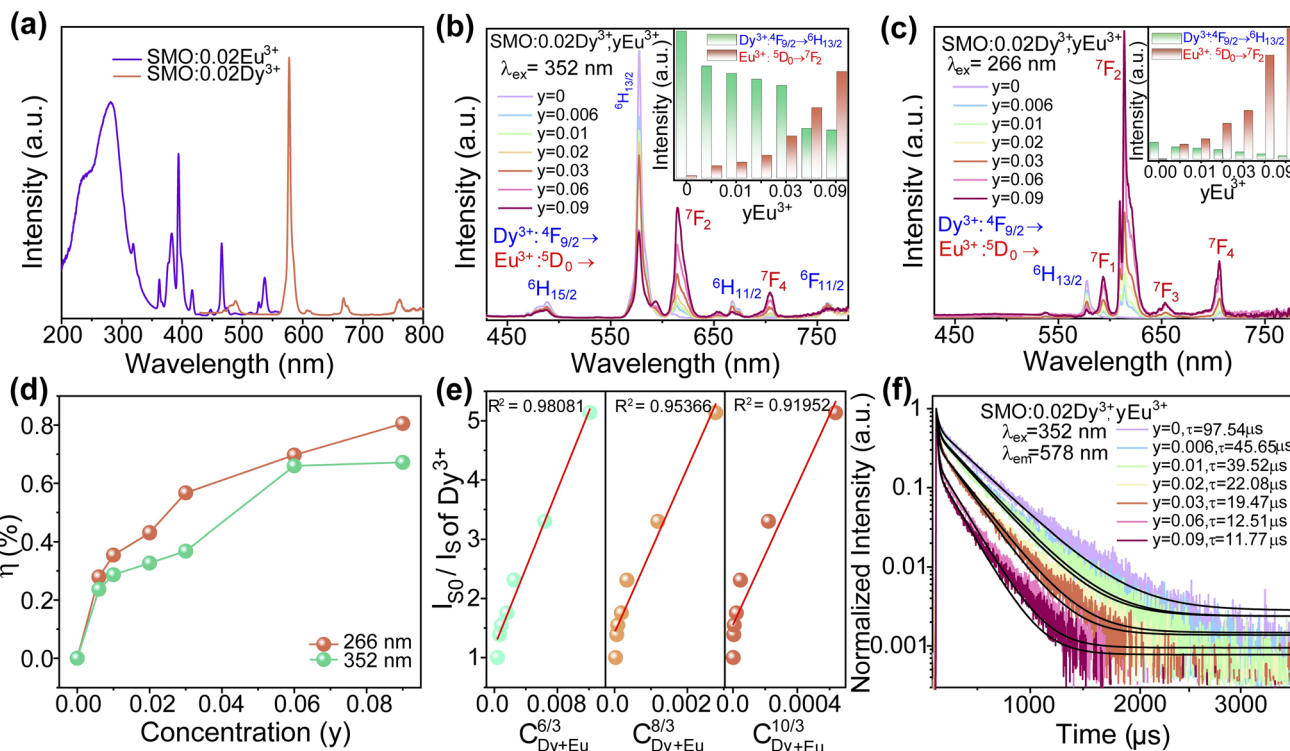 (a)
SMO:0.02Eu³⁺
SMO:0.02Dy³⁺
Intensity (a.u.)
200 300 400 500 600 700 800
Wavelength (nm)
(b)
SMO:0.02Dy³⁺,yEu³⁺
λex= 352 nm
y=0
y=0.006
y=0.01
y=0.02
y=0.03
y=0.06
y=0.09
Dy³⁺:⁴F9/2→
Eu³⁺:⁵D0→
⁶H15/2
⁶H13/2
⁷F2
⁶H11/2
⁷F4
⁶F11/2
Dy³⁺:⁴F9/2→⁶H13/2
Eu³⁺: ⁵D0→⁷F2
Intensity (a.u.)
0 0.01 0.03 0.09
yEu³⁺
Intensity (a.u.)
450 550 650 750
Wavelength (nm)
(c)
SMO:0.02Dy³⁺,yEu³⁺
λex= 266 nm
y=0
y=0.006
y=0.01
y=0.02
y=0.03
y=0.06
y=0.09
Dy³⁺:⁴F9/2→
Eu³⁺:⁵D0→
⁶H13/2
⁷F1
⁷F2
⁷F3
⁷F4
Dy³⁺:⁴F9/2→⁶H13/2
Eu³⁺: ⁵D0→⁷F2
Intensity (a.u.)
0.00 0.01 0.03 0.09
yEu³⁺
Intensity (a.u.)
450 550 650 750
Wavelength (nm)
(d)
0.8
0.6
0.4
0.2
0.0
η (%)
266 nm
352 nm
0.00 0.02 0.04 0.06 0.08
Concentration (y)
(e)
R² = 0.98081
R² = 0.95366
R² = 0.91952
5
4
3
2
1
IS0 / IS of Dy³⁺
0.008
0.000 0.002
0.0000 0.0004
C6/3Dy+Eu
C8/3Dy+Eu
C10/3Dy+Eu
(f)
SMO:0.02Dy³⁺,yEu³⁺
λex=352 nm
λem=578 nm
y=0,τ=97.54μs
y=0.006,τ=45.65μs
y=0.01,τ=39.52μs
y=0.02,τ=22.08μs
y=0.03,τ=19.47μs
y=0.06,τ=12.51μs
y=0.09,τ=11.77μs
1
0.1
0.01
0.001
Normalized Intensity (a.u.)
1000 2000 3000
Time (μs)